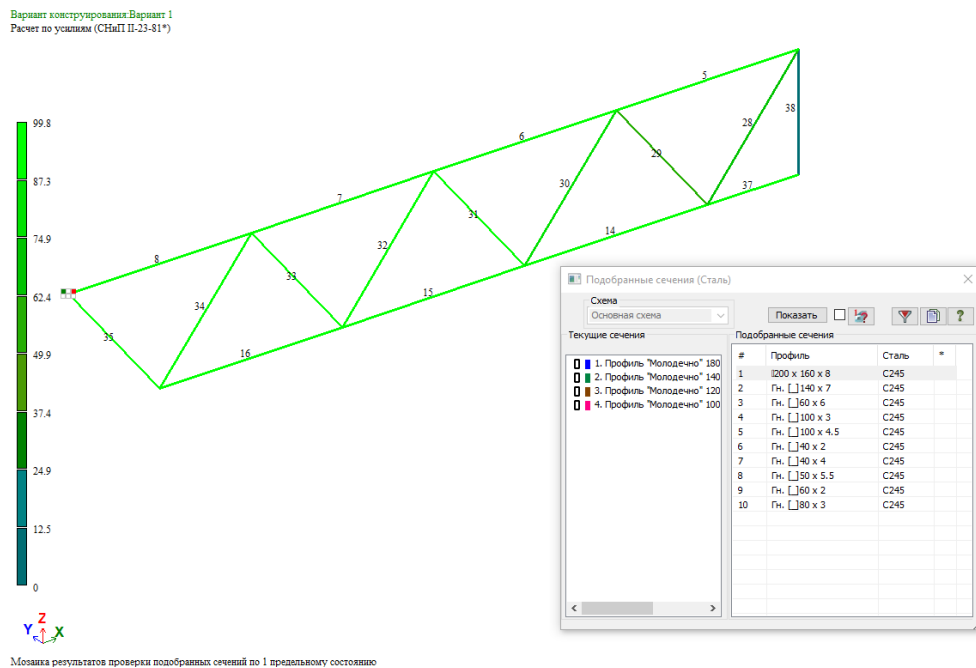 Вариант конструирования:Вариант 1
Расчет по усилиям (СНиП II-23-81*)
99.8
87.3
74.9
62.4
49.9
37.4
24.9
12.5
0
5
6
7
8
38
28
29
37
30
14
31
32
15
33
34
16
35
Подобранные сечения (Сталь)
Схема
Основная схема
Показать
?
Текущие сечения
1. Профиль "Молодечно" 180
2. Профиль "Молодечно" 140
3. Профиль "Молодечно" 120
4. Профиль "Молодечно" 100
Подобранные сечения
# Профиль Сталь *
1 200 x 160 x 8 C245
2 Гн. []140 x 7 C245
3 Гн. []60 x 6 C245
4 Гн. []100 x 3 C245
5 Гн. []100 x 4.5 C245
6 Гн. []40 x 2 C245
7 Гн. []40 x 4 C245
8 Гн. []50 x 5.5 C245
9 Гн. []60 x 2 C245
10 Гн. []80 x 3 C245
Z
Y X
Мозаика результатов проверки подобранных сечений по 1 предельному состоянию